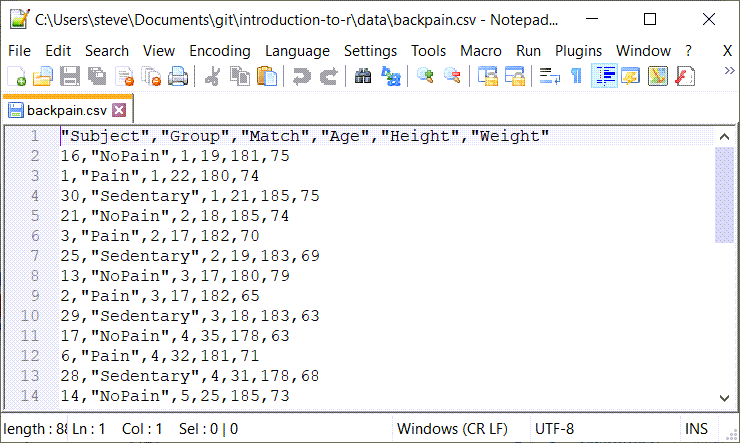 C:\Users\steve\Documents\git\introduction-to-r\data\backpain.csv - Notepad...
File Edit Search View Encoding Language Settings Tools Macro Run Plugins Window ? X
backpain.csv
1 "Subject","Group","Match","Age","Height","Weight"
2 16,"NoPain",1,19,181,75
3 1,"Pain",1,22,180,74
4 30,"Sedentary",1,21,185,75
5 21,"NoPain",2,18,185,74
6 3,"Pain",2,17,182,70
7 25,"Sedentary",2,19,183,69
8 13,"NoPain",3,17,180,79
9 2,"Pain",3,17,182,65
10 29,"Sedentary",3,18,183,63
11 17,"NoPain",4,35,178,63
12 6,"Pain",4,32,181,71
13 28,"Sedentary",4,31,178,68
14 14,"NoPain",5,25,185,73
length : 88 Ln : 1 Col : 1 Sel : 0 | 0 Windows (CR LF) UTF-8 INS